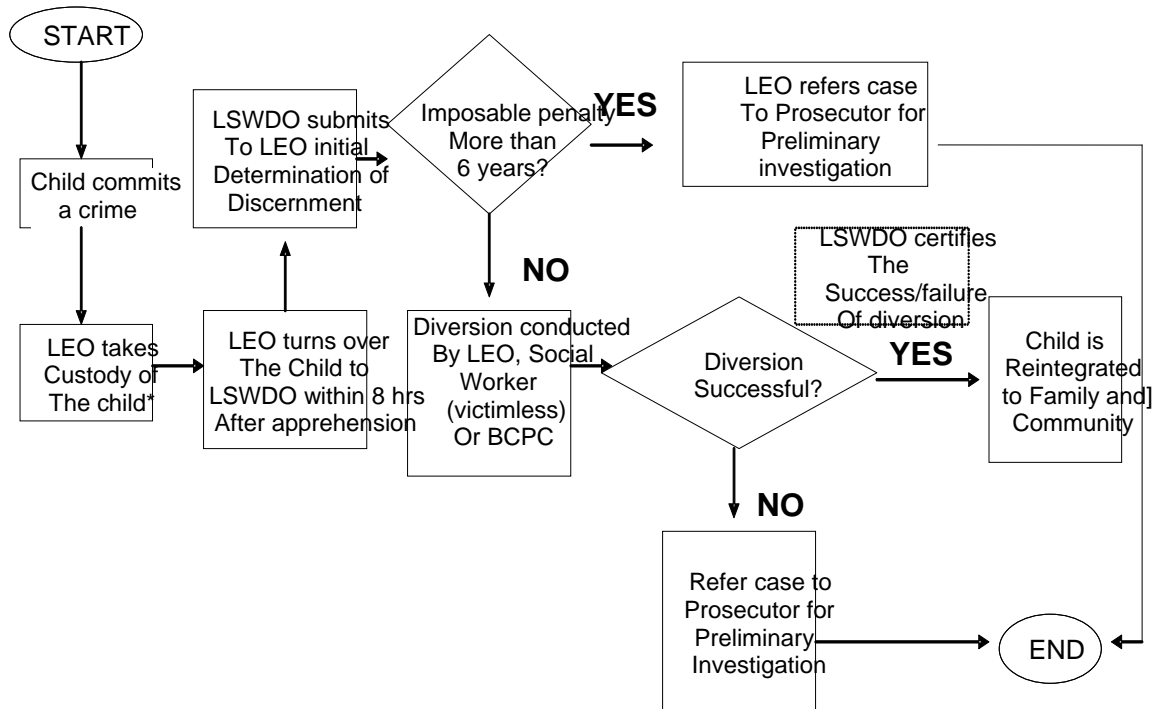 START
Child commits
a crime
LEO takes
Custody of
The child*
LEO turns over
The Child to
LSWDO within 8 hrs
After apprehension
LSWDO submits
To LEO initial
Determination of
Discernment
Imposable penalty
More than
6 years?
YES
LEO refers case
To Prosecutor for
Preliminary
investigation
NO
Diversion conducted
By LEO, Social
Worker
(victimless)
Or BCPC
Diversion
Successful?
LSWDO certifies
The
Success/failure
Of diversion
YES
Child is
Reintegrated
to Family and]
Community
NO
Refer case to
Prosecutor for
Preliminary
Investigation
END